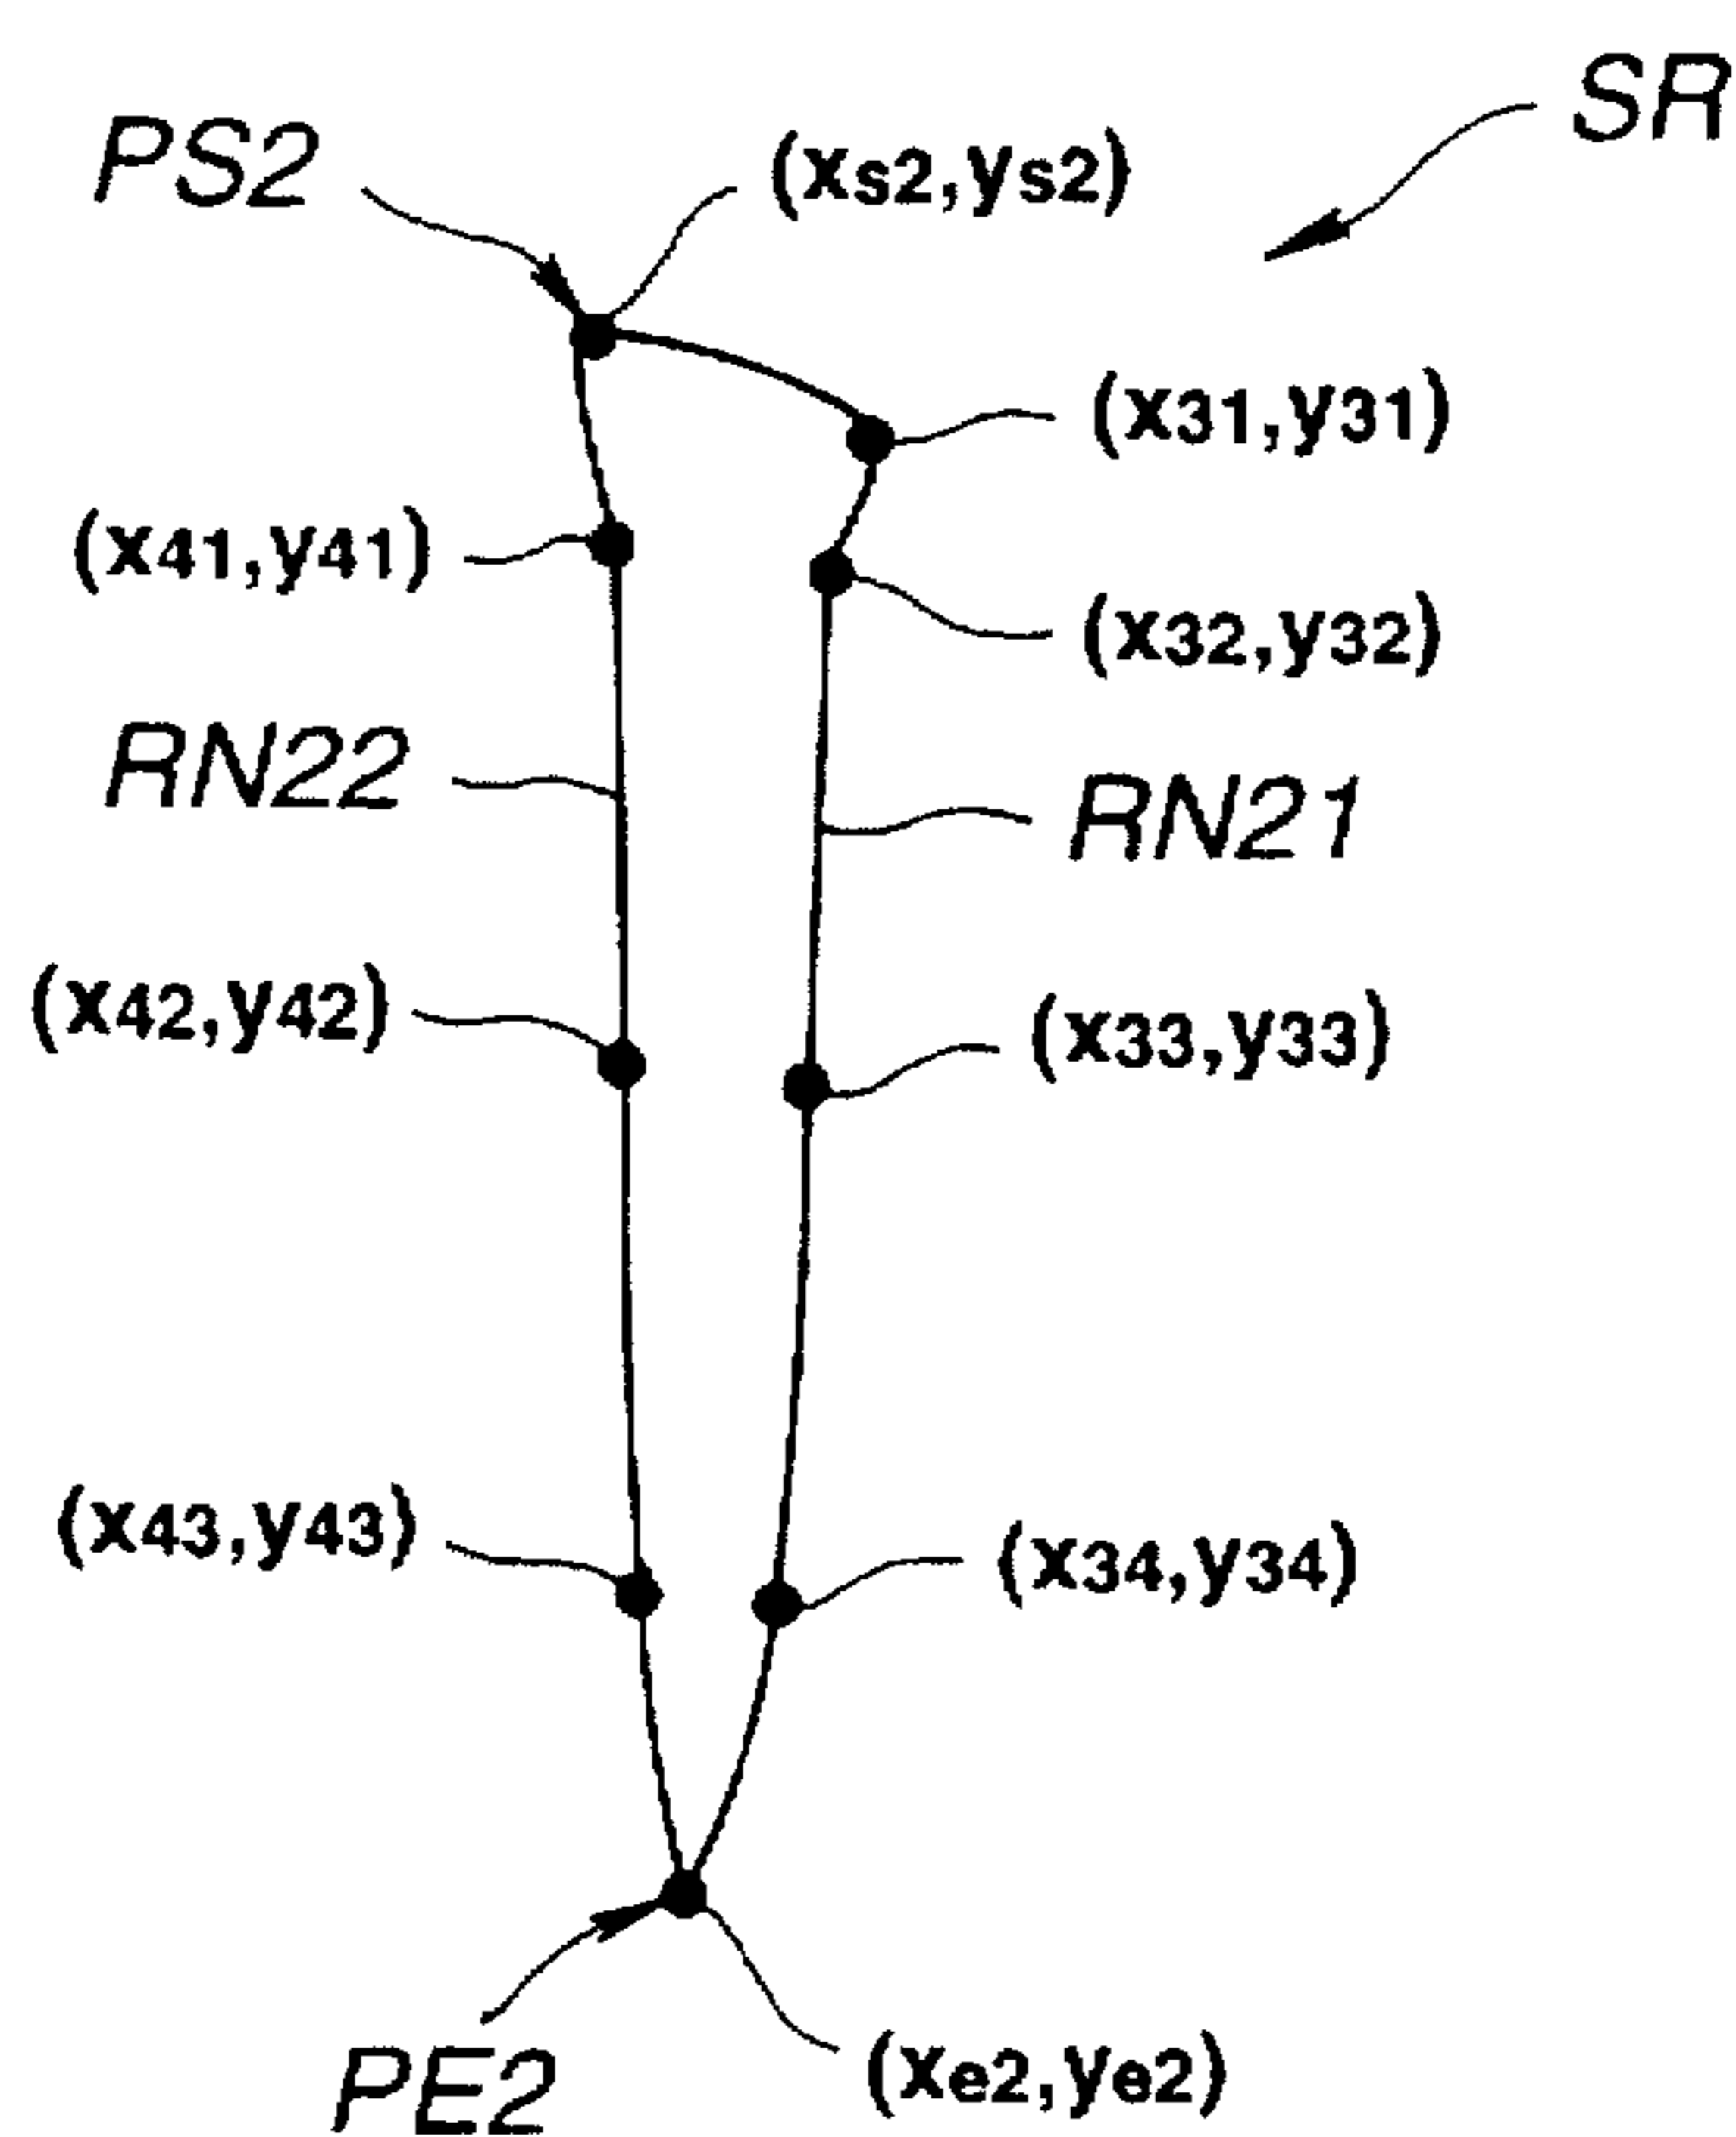 SR
PS2
(xs2,ys2)
(x31,y31)
(x41,y41)
(x32,y32)
RN22
RN21
(x42,y42)
(x33,y33)
(x43,y43)
(x34,y34)
PE2
(xe2,ye2)